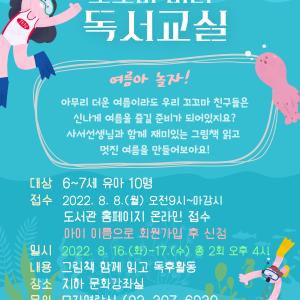 독서교실
여름아 놀자!
아무리 더운 여름이라도 우리 꼬꼬마 친구들은
신나게 여름을 즐길 준비가 되어있지요?
사서선생님과 함께 재미있는 그림책 읽고
멋진 여름을 만들어보아요!
대상 6~7세 유아 10명
접수 2022. 8. 8.(월) 오전9시~마감시
도서관 홈페이지 온라인 접수
아이 이름으로 회원가입 후 신청
일시 2022. 8. 16.(화)-17.(수) 총 2회 오후 4시
내용 그림책 함께 읽고 독후활동
장소 지하 문화강좌실